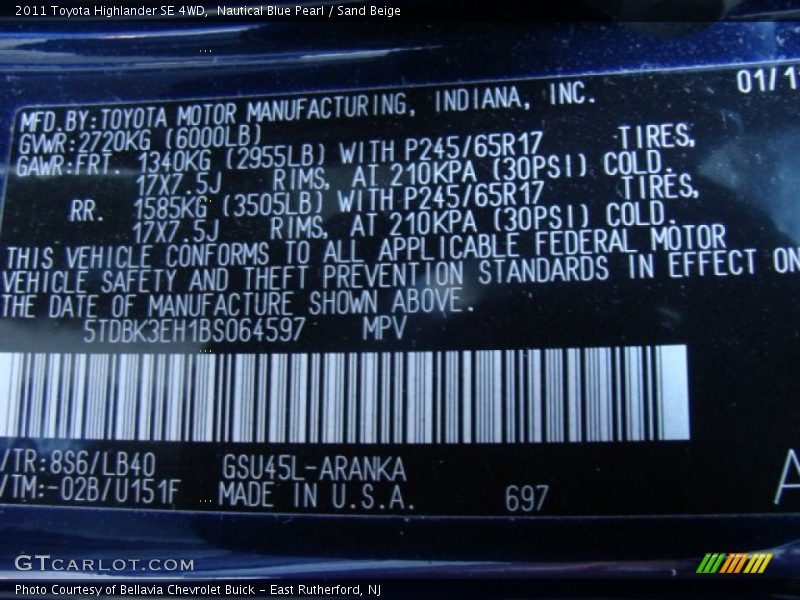 2011 Toyota Highlander SE 4WD, Nautical Blue Pearl / Sand Beige
01/1
MFD.BY:TOYOTA MOTOR MANUFACTURING, INDIANA, INC.
GVWR:2720KG (6000LB)
GAWR:FRT. 1340KG (2955LB) WITH P245/65R17 TIRES,
17X7.5J RIMS, AT 210KPA (30PSI) COLD.
RR. 1585KG (3505LB) WITH P245/65R17 TIRES,
17X7.5J RIMS, AT 210KPA (30PSI) COLD.
THIS VEHICLE CONFORMS TO ALL APPLICABLE FEDERAL MOTOR
VEHICLE SAFETY AND THEFT PREVENTION STANDARDS IN EFFECT ON
THE DATE OF MANUFACTURE SHOWN ABOVE.
5TDBK3EH1BS064597 MPV
/TR:8S6/LB40 GSU45L-ARANKA
/TM:-02B/U151F MADE IN U.S.A. 697
A
GTCARLOT.COM
Photo Courtesy of Bellavia Chevrolet Buick - East Rutherford, NJ